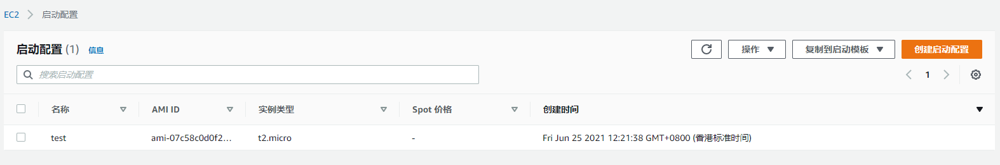 EC2 > 启动配置
启动配置 (1) 信息 操作 复制到启动模板 创建启动配置
搜索启动配置 1
名称 AMI ID 实例类型 Spot 价格 创建时间
test ami-07c58c0d0f2... t2.micro - Fri Jun 25 2021 12:21:38 GMT+0800 (香港标准时间)